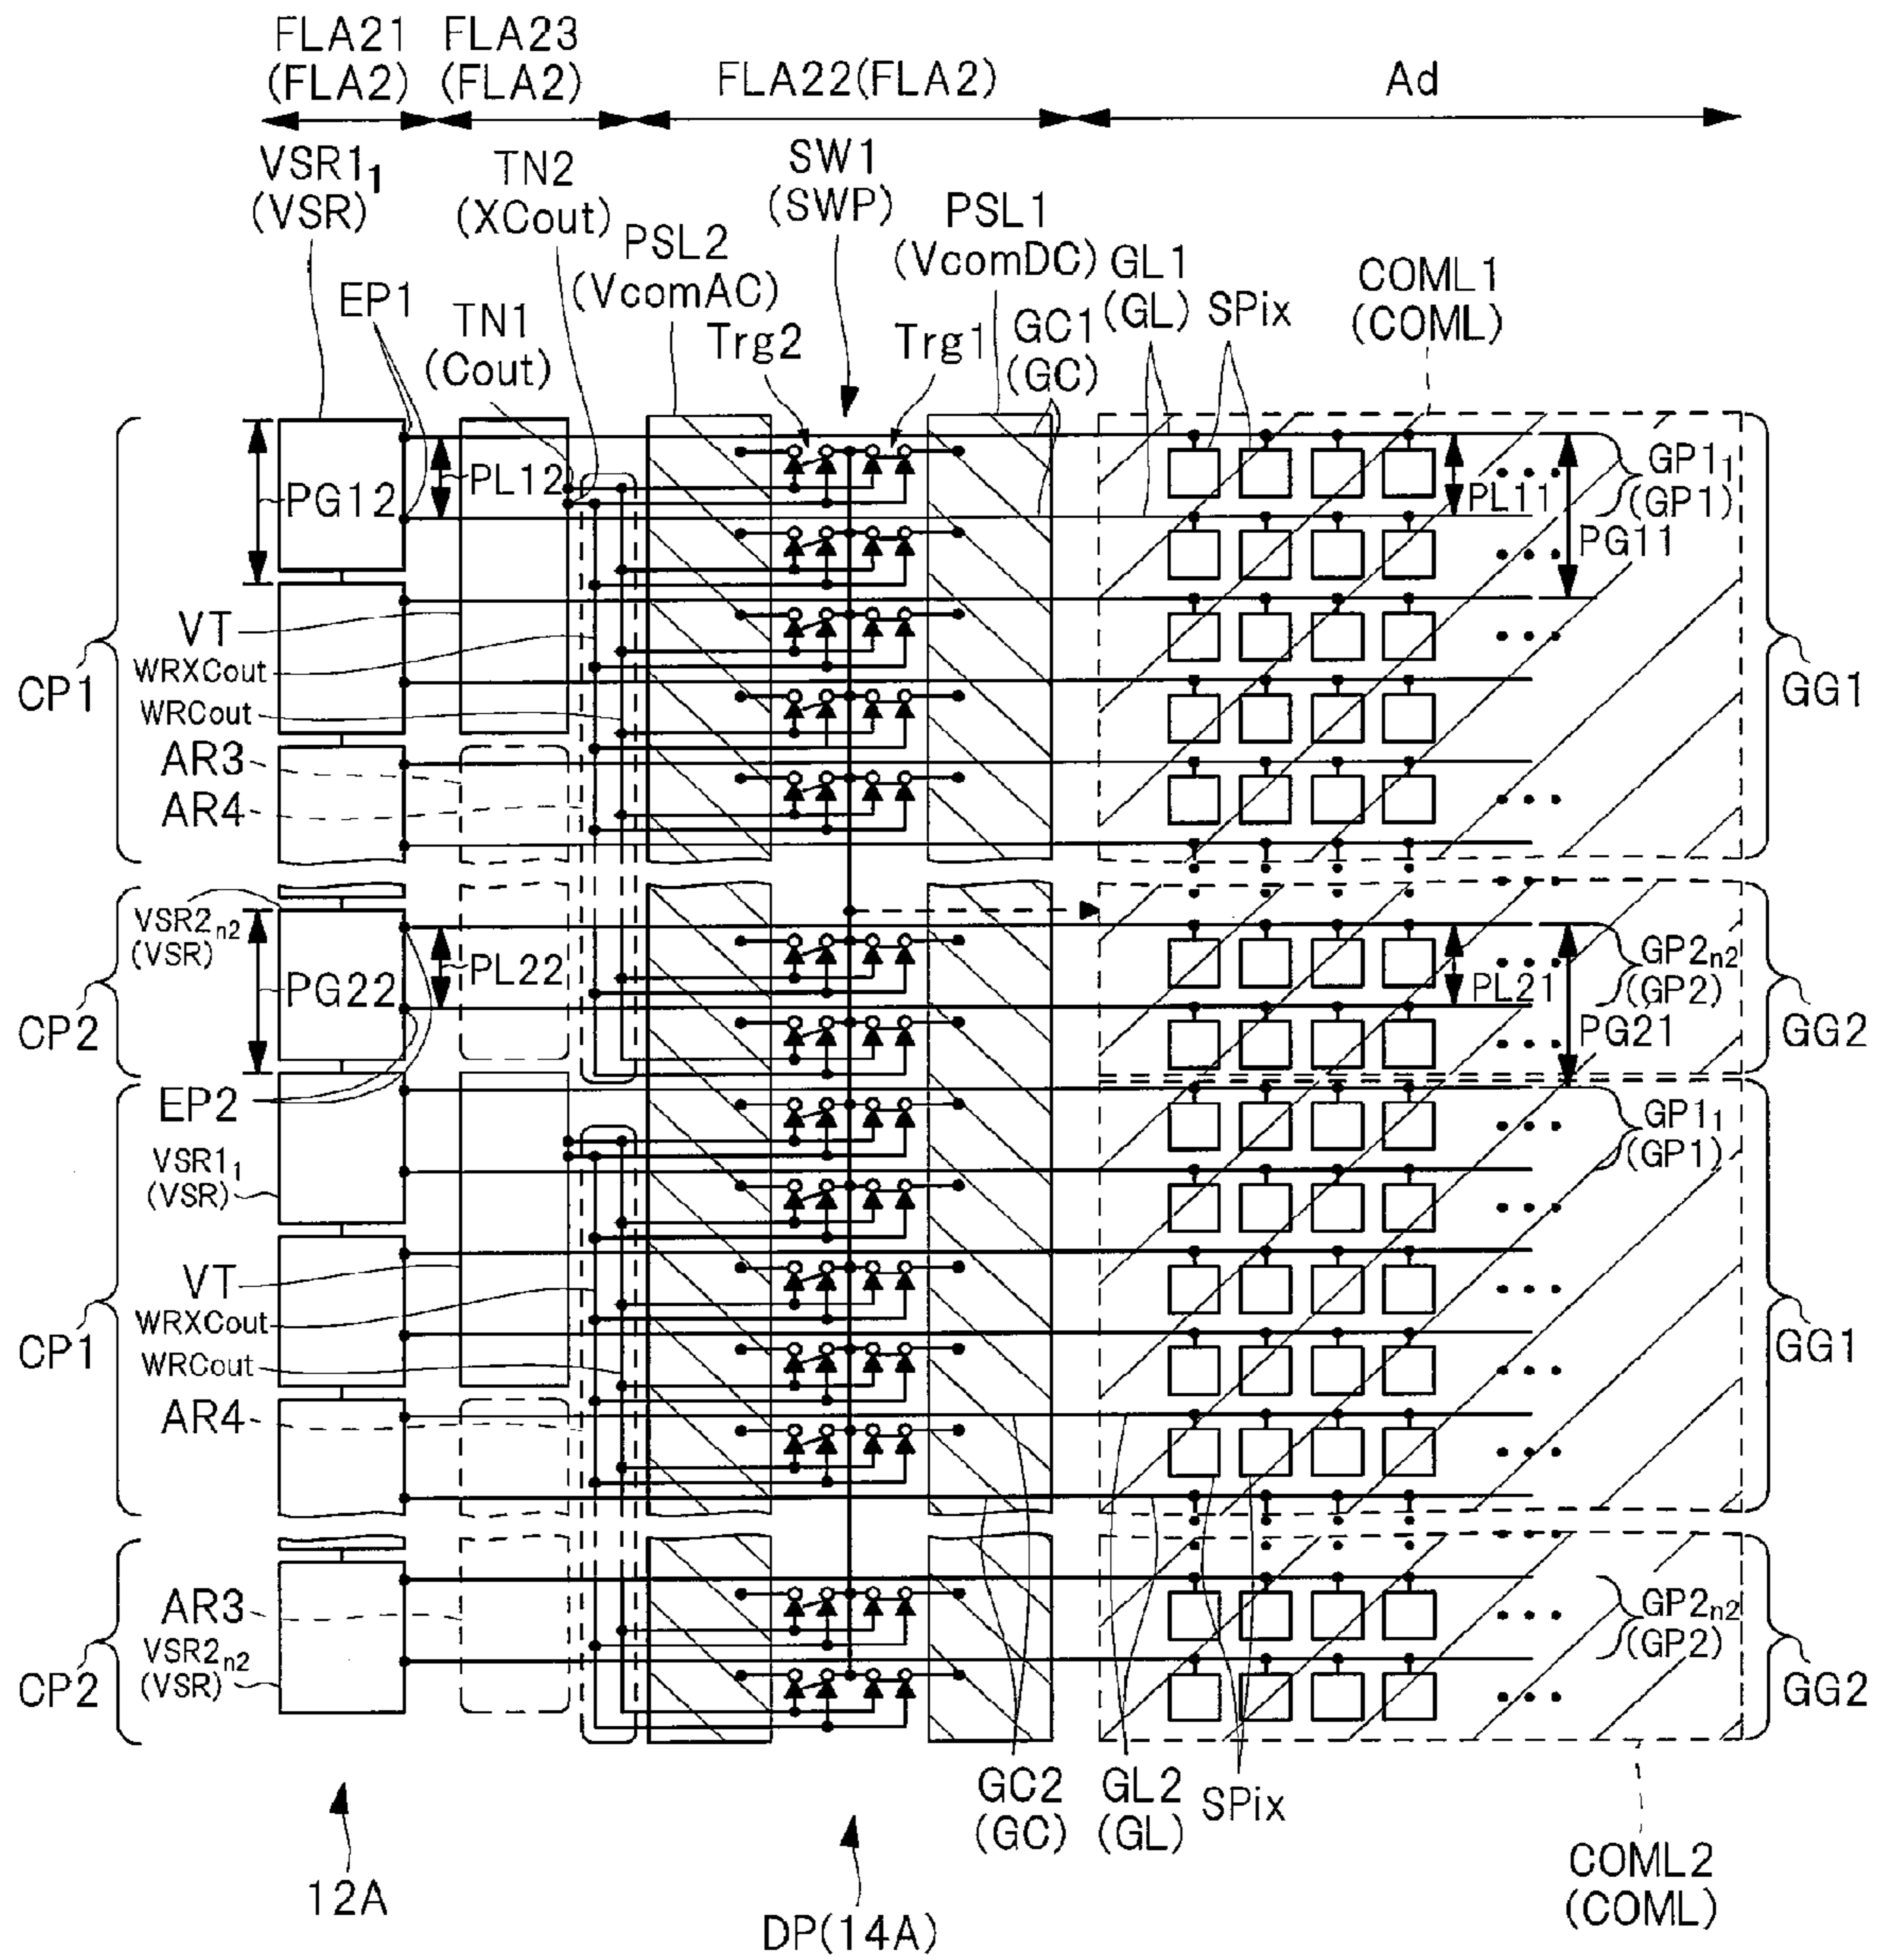 FLA21 FLA23
(FLA2) (FLA2) FLA22(FLA2) Ad
VSR1₁
(VSR)
TN2
(XCout)
SW1
(SWP)
PSL2
(VcomAC)
PSL1
(VcomDC)
GL1
(GL)
SPix
COML1
(COML)
EP1
TN1
(Cout)
Trg2
Trg1
GC1
(GC)
PG12
PL12
PL11
GP1₁
(GP1)
PG11
VT
WRXCout
CP1
GG1
WRCout
AR3
AR4
VSR2n2
(VSR)
PG22
PL22
PL21
GP2n2
(GP2)
PG21
CP2
GG2
EP2
VSR1₁
(VSR)
GP1₁
(GP1)
VT
WRXCout
CP1
GG1
WRCout
AR4
AR3
VSR2n2
(VSR)
GP2n2
(GP2)
CP2
GG2
GC2
(GC)
GL2
(GL)
SPix
12A
DP(14A)
COML2
(COML)